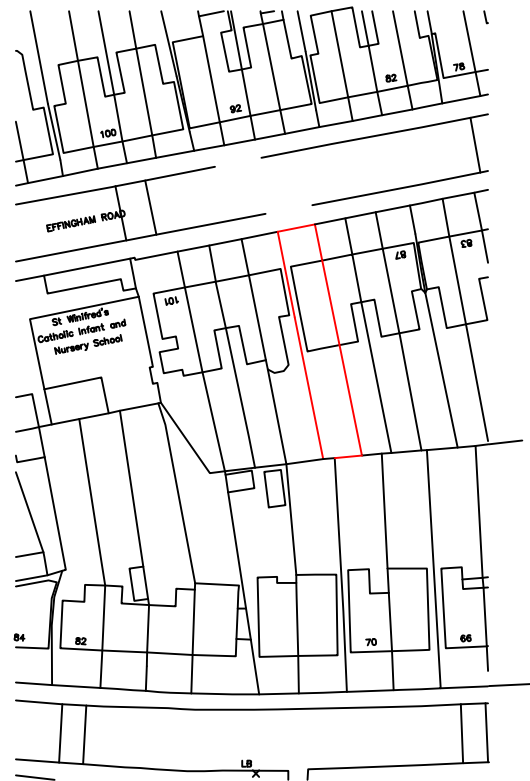 78
82
92
100
EFFINGHAM ROAD
83
87
101
St Winifred's
Catholic Infant and
Nursery School
84
82
70
66
LB